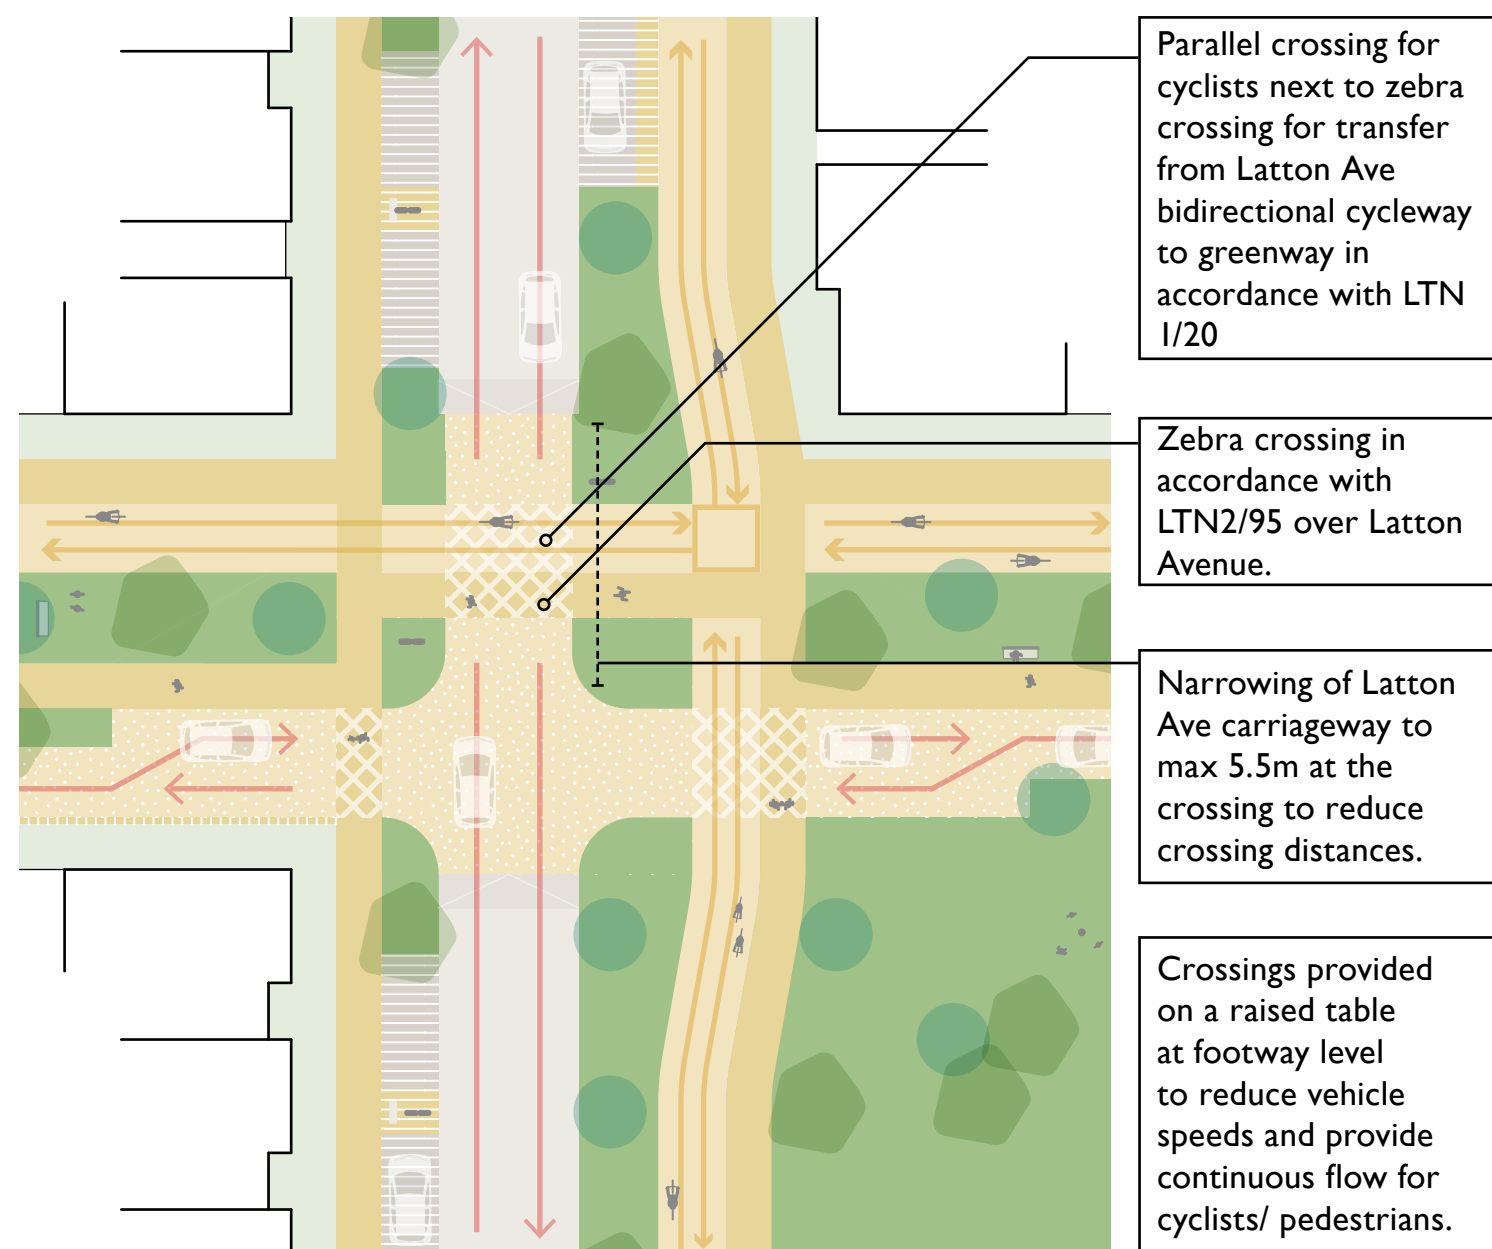 Parallel crossing for
cyclists next to zebra
crossing for transfer
from Latton Ave
bidirectional cycleway
to greenway in
accordance with LTN
1/20
Zebra crossing in
accordance with
LTN2/95 over Latton
Avenue.
Narrowing of Latton
Ave carriageway to
max 5.5m at the
crossing to reduce
crossing distances.
Crossings provided
on a raised table
at footway level
to reduce vehicle
speeds and provide
continuous flow for
cyclists/ pedestrians.